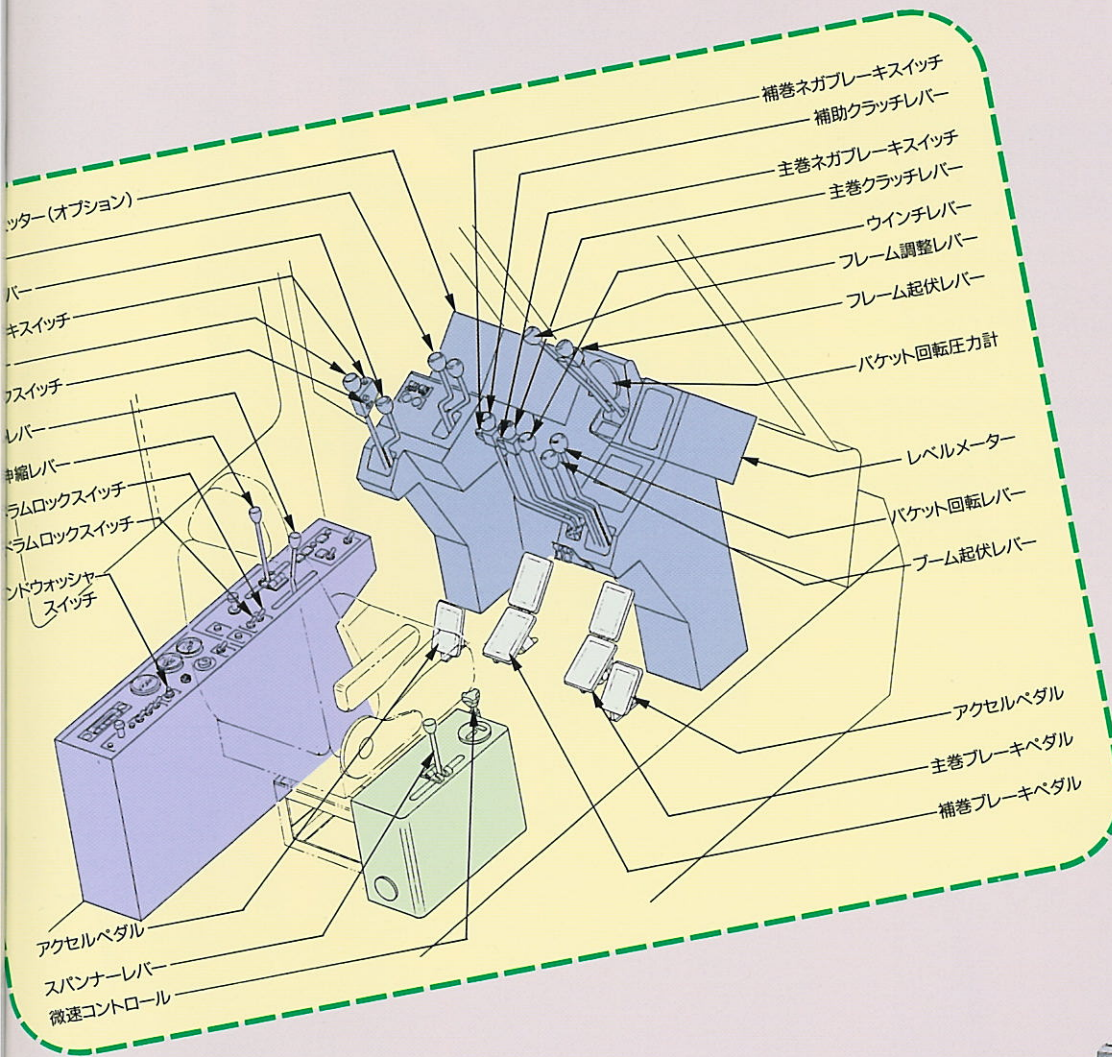 補巻ネガブレーキスイッチ
補助クラッチレバー
主巻ネガブレーキスイッチ
主巻クラッチレバー
ウインチレバー
フレーム調整レバー
フレーム起伏レバー
バケット回転圧力計
レベルメーター
バケット回転レバー
ブーム起伏レバー
アクセルペダル
主巻ブレーキペダル
補巻ブレーキペダル
ッター(オプション)
バー
キスイッチ
クスイッチ
レバー
伸縮レバー
ラムロックスイッチ
ドラムロックスイッチ
ンドウォッシャー
スイッチ
アクセルペダル
スパンナーレバー
微速コントロール